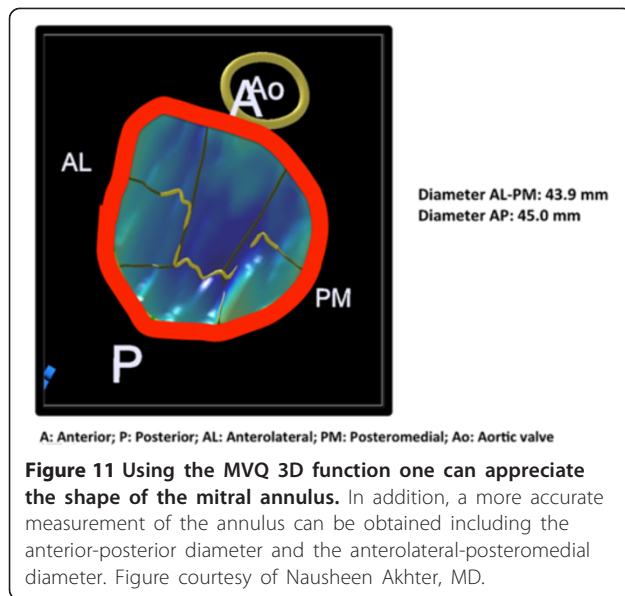 A
Ao
AL
Diameter AL-PM: 43.9 mm
Diameter AP: 45.0 mm
PM
P
A: Anterior; P: Posterior; AL: Anterolateral; PM: Posteromedial; Ao: Aortic valve
Figure 11 Using the MVQ 3D function one can appreciate
the shape of the mitral annulus. In addition, a more accurate
measurement of the annulus can be obtained including the
anterior-posterior diameter and the anterolateral-posteromedial
diameter. Figure courtesy of Nausheen Akhter, MD.